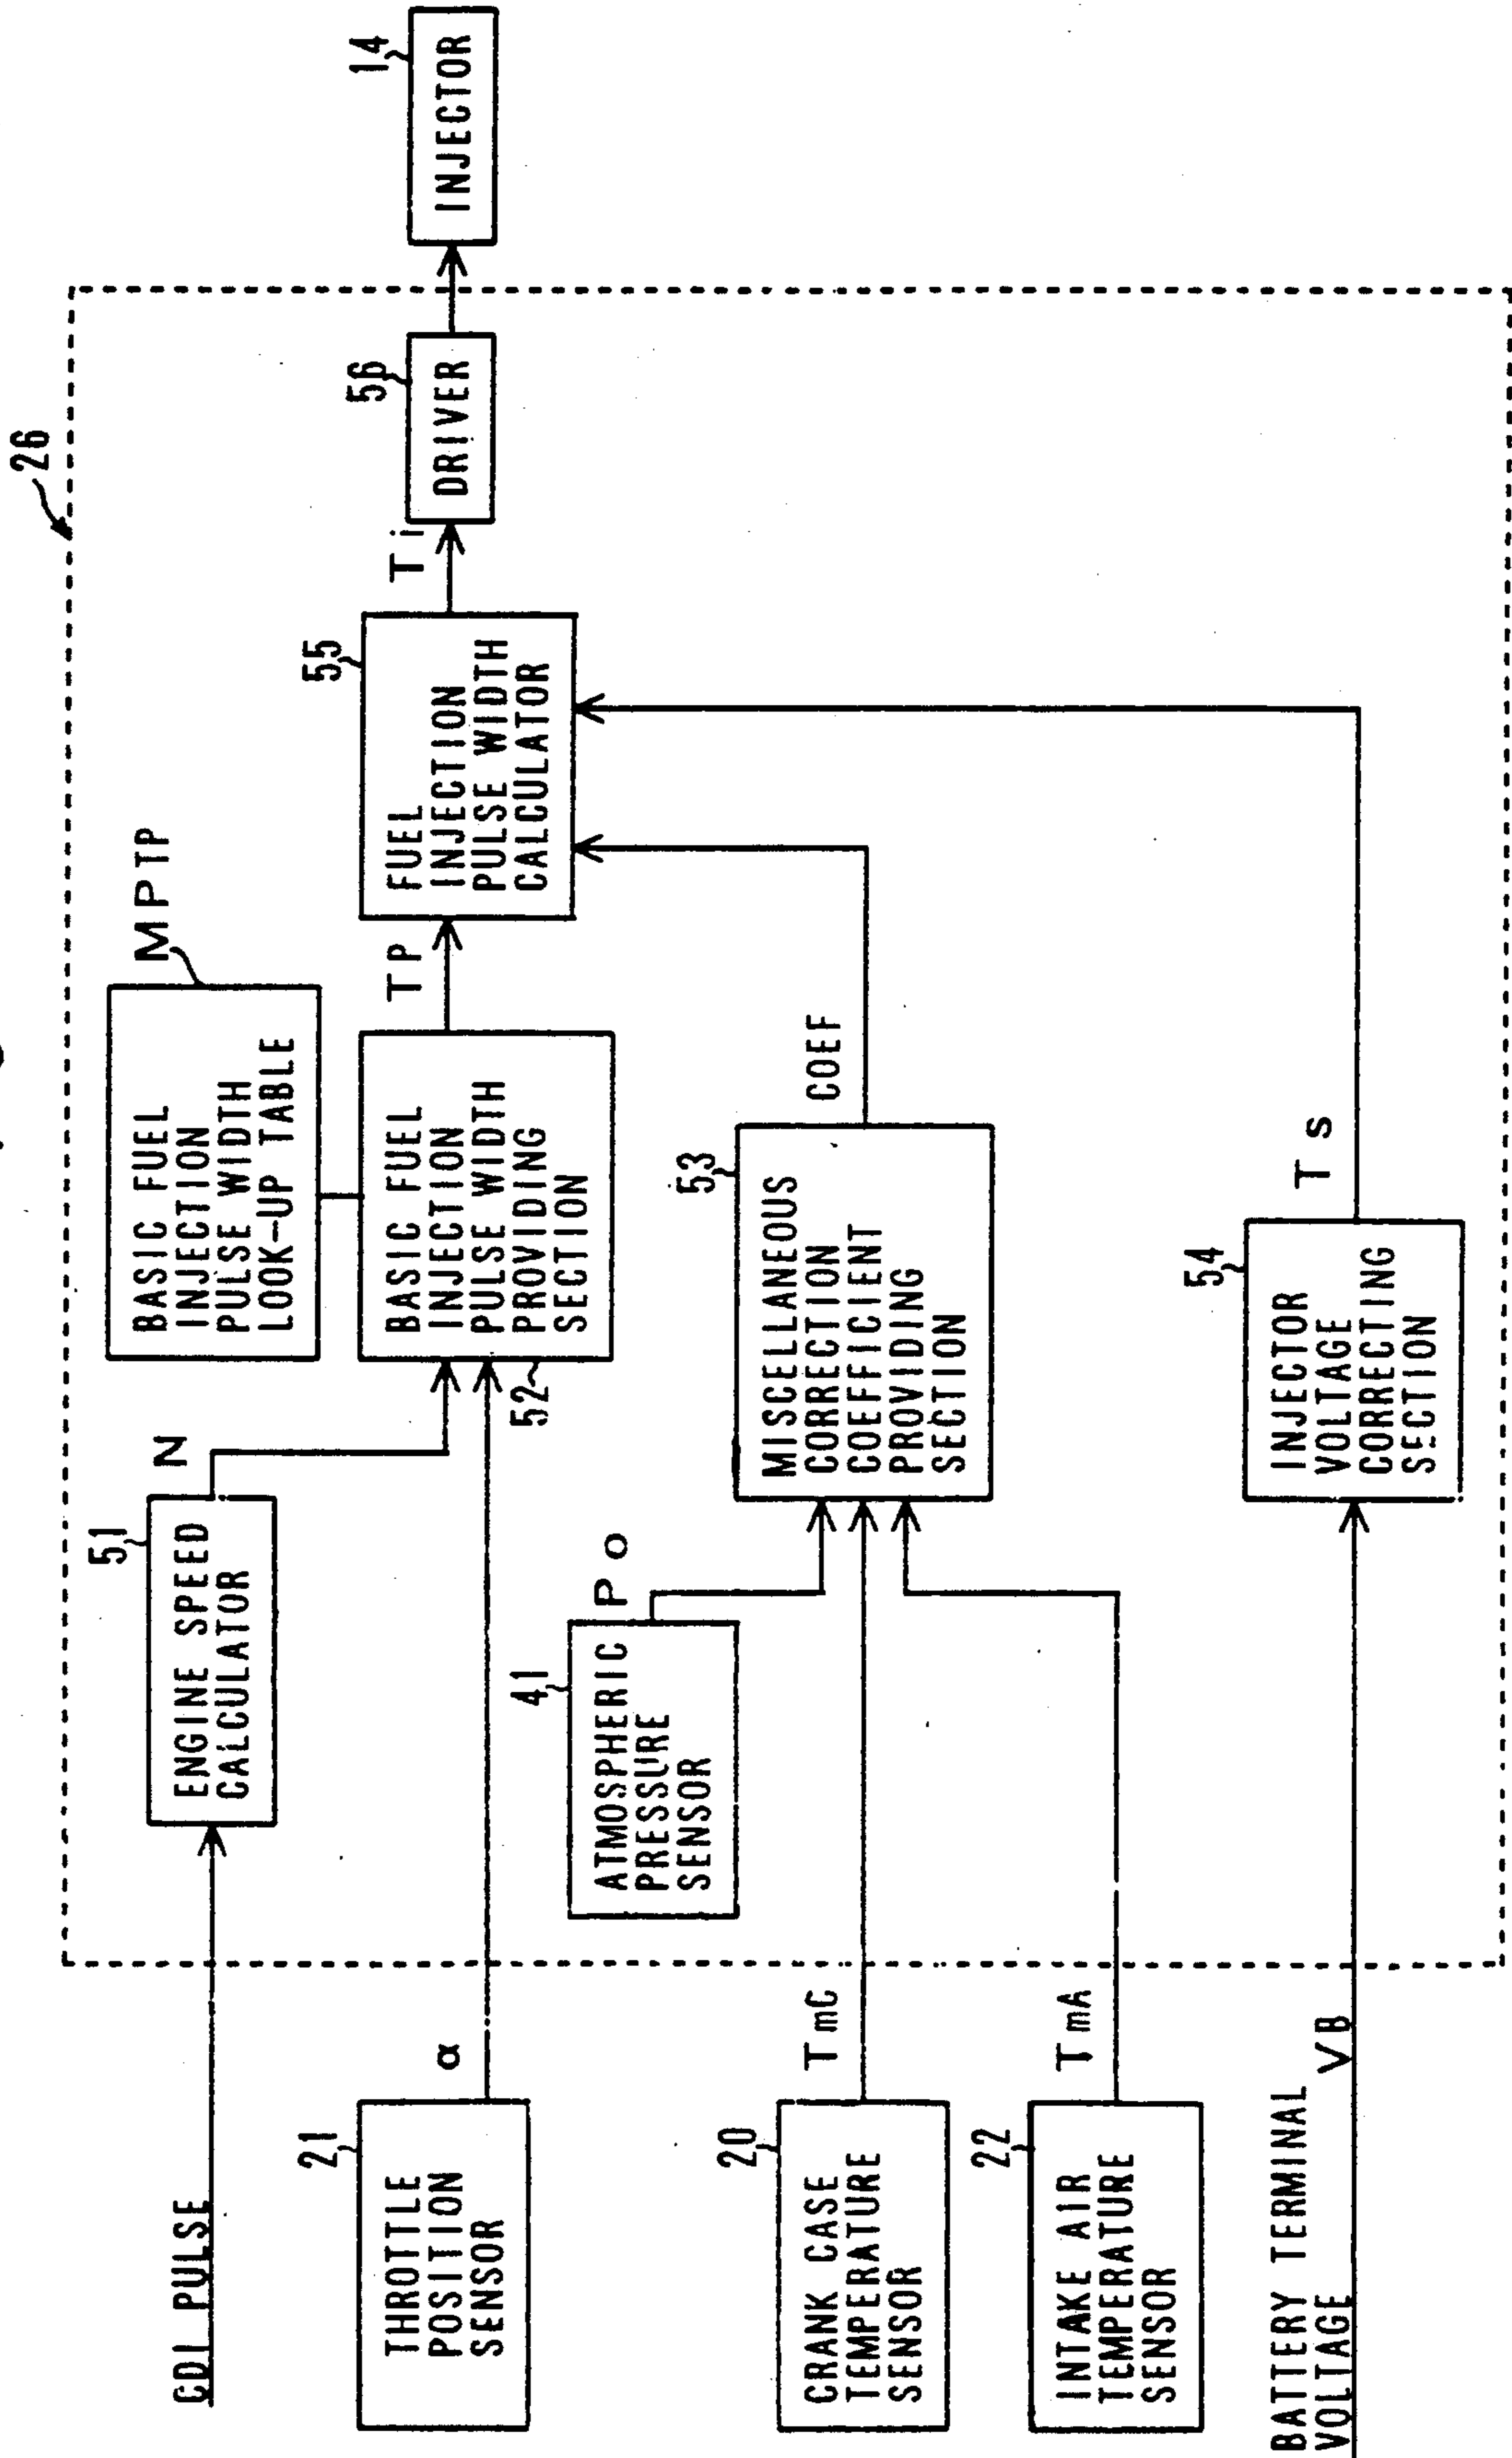 26
CDI PULSE
51
ENGINE SPEED
CALCULATOR
N
BASIC FUEL
INJECTION
PULSE WIDTH
LOOK-UP TABLE
MPTP
21
THROTTLE
POSITION
SENSOR
α
BASIC FUEL
INJECTION
PULSE WIDTH
PROVIDING
SECTION
52
TP
55
FUEL
INJECTION
PULSE WIDTH
CALCULATOR
Ti
56
DRIVER
14
INJECTOR
41
ATMOSPHERIC
PRESSURE
SENSOR
Po
20
CRANK CASE
TEMPERATURE
SENSOR
TmC
53
MISCELLANEOUS
CORRECTION
COEFFICIENT
PROVIDING
SECTION
COEF
22
INTAKE AIR
TEMPERATURE
SENSOR
TmA
BATTERY TERMINAL
VOLTAGE
VB
54
INJECTOR
VOLTAGE
CORRECTING
SECTION
Ts